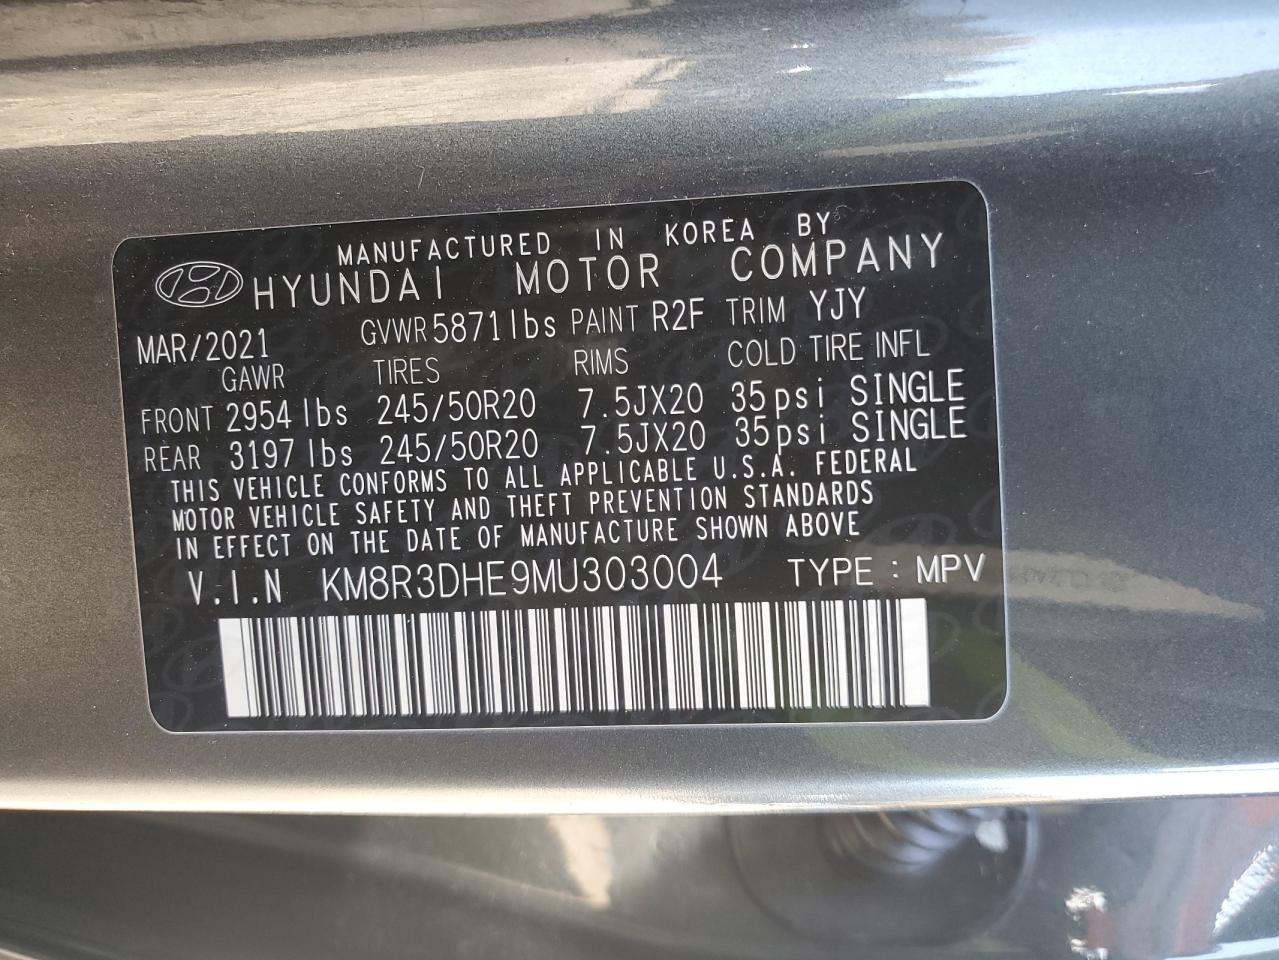 MANUFACTURED IN KOREA BY
HYUNDAI MOTOR COMPANY
MAR/2021 GVWR 5871lbs PAINT R2F TRIM YJY
GAWR TIRES RIMS COLD TIRE INFL
FRONT 2954 lbs 245/50R20 7.5JX20 35psi SINGLE
REAR 3197 lbs 245/50R20 7.5JX20 35psi SINGLE
THIS VEHICLE CONFORMS TO ALL APPLICABLE U.S.A. FEDERAL
MOTOR VEHICLE SAFETY AND THEFT PREVENTION STANDARDS
IN EFFECT ON THE DATE OF MANUFACTURE SHOWN ABOVE
V.I.N KM8R3DHE9MU303004 TYPE : MPV